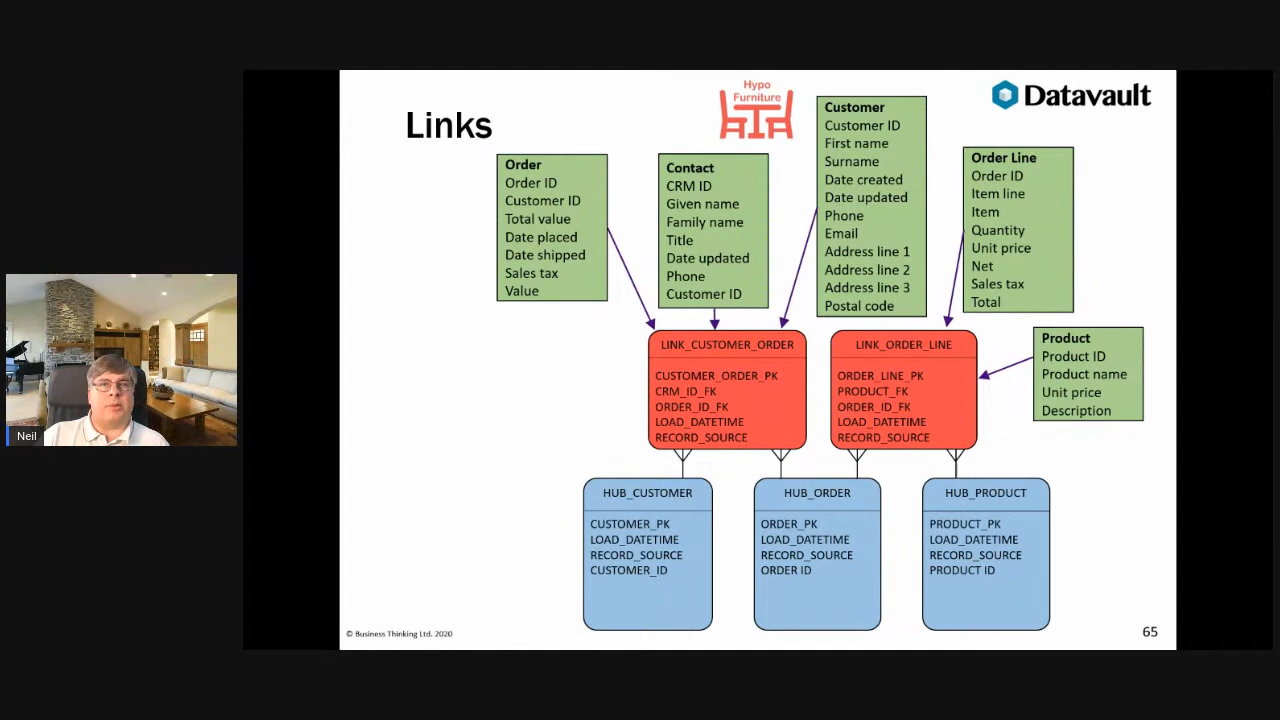 Links
Hypo
Furniture
Datavault
Order
Order ID
Customer ID
Total value
Date placed
Date shipped
Sales tax
Value
Contact
CRM ID
Given name
Family name
Title
Date updated
Phone
Customer ID
Customer
Customer ID
First name
Surname
Date created
Date updated
Phone
Email
Address line 1
Address line 2
Address line 3
Postal code
Order Line
Order ID
Item line
Item
Quantity
Unit price
Net
Sales tax
Total
Product
Product ID
Product name
Unit price
Description
LINK_CUSTOMER_ORDER
CUSTOMER_ORDER_PK
CRM_ID_FK
ORDER_ID_FK
LOAD_DATETIME
RECORD_SOURCE
LINK_ORDER_LINE
ORDER_LINE_PK
PRODUCT_FK
ORDER_ID_FK
LOAD_DATETIME
RECORD_SOURCE
HUB_CUSTOMER
CUSTOMER_PK
LOAD_DATETIME
RECORD_SOURCE
CUSTOMER_ID
HUB_ORDER
ORDER_PK
LOAD_DATETIME
RECORD_SOURCE
ORDER ID
HUB_PRODUCT
PRODUCT_PK
LOAD_DATETIME
RECORD_SOURCE
PRODUCT ID
Neil
© Business Thinking Ltd. 2020
65